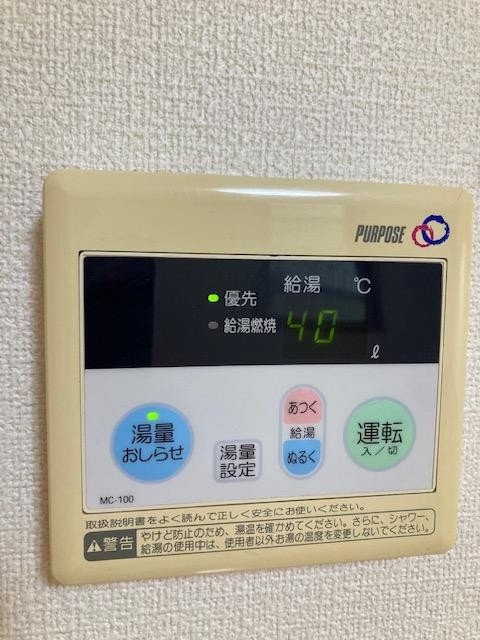 PURPOSE
給湯 ℃
優先
給湯燃焼 40
ℓ
湯量
おしらせ
湯量
設定
あつく
給湯
ぬるく
運転
入/切
MC-100
取扱説明書をよく読んで正しく安全にお使いください。
警告 やけど防止のため、湯温を確かめてください。さらに、シャワー、
給湯の使用中は、使用者以外お湯の温度を変更しないでください。